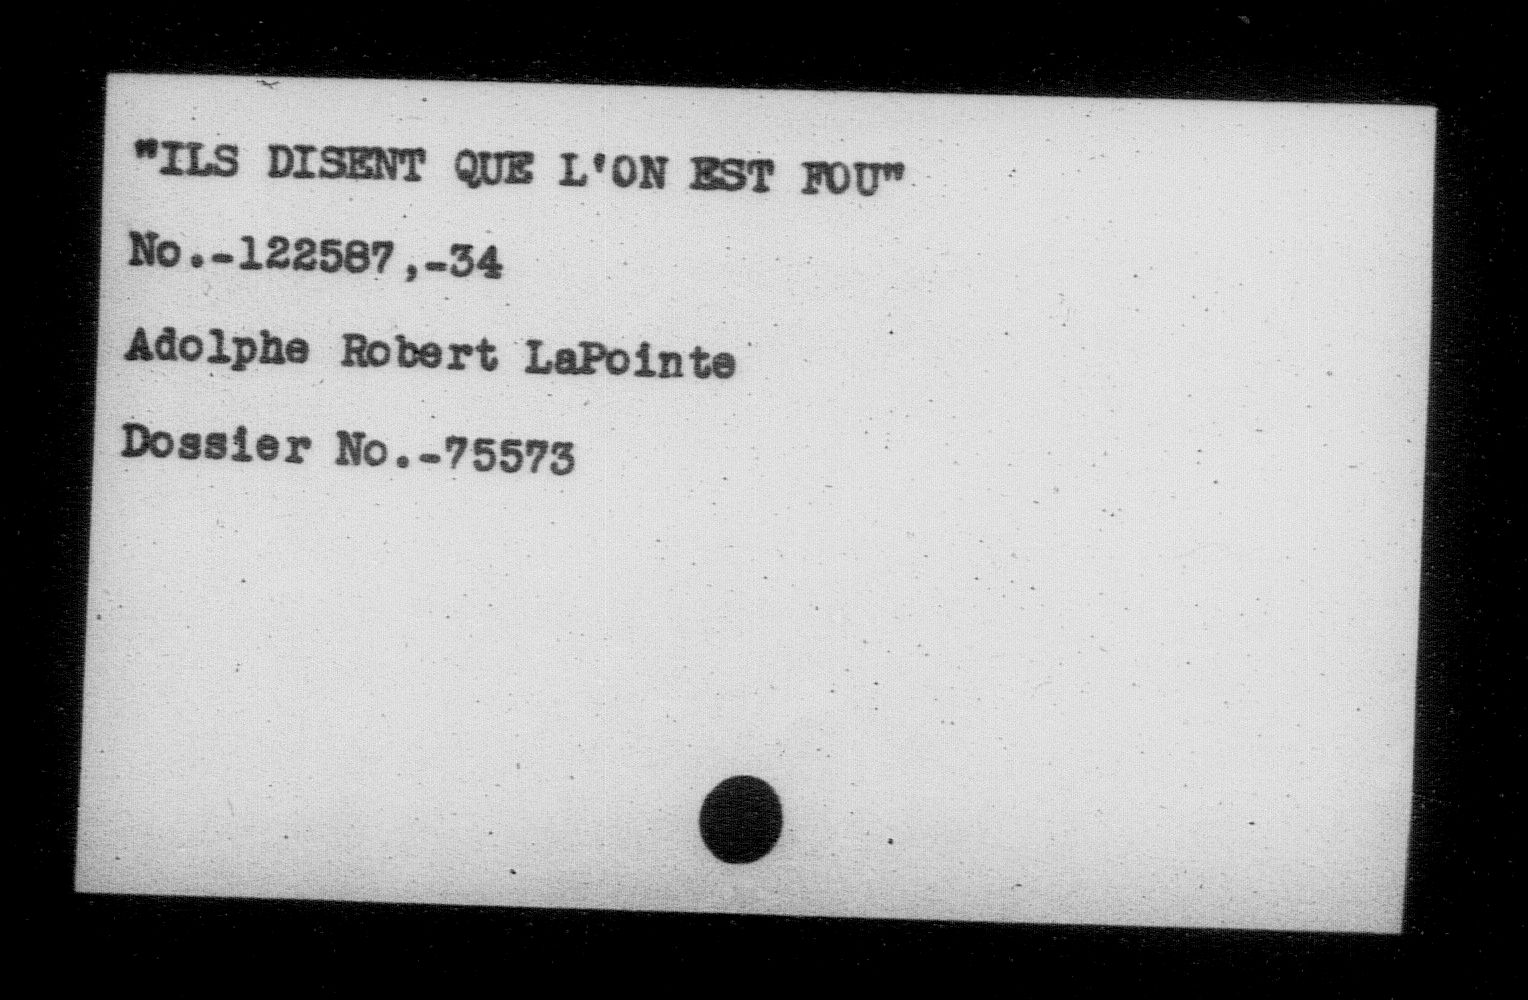 "ILS DISENT QUE L'ON EST FOU"
No.-122587,-34
Adolphe Robert LaPointe
Dossier No.-75573